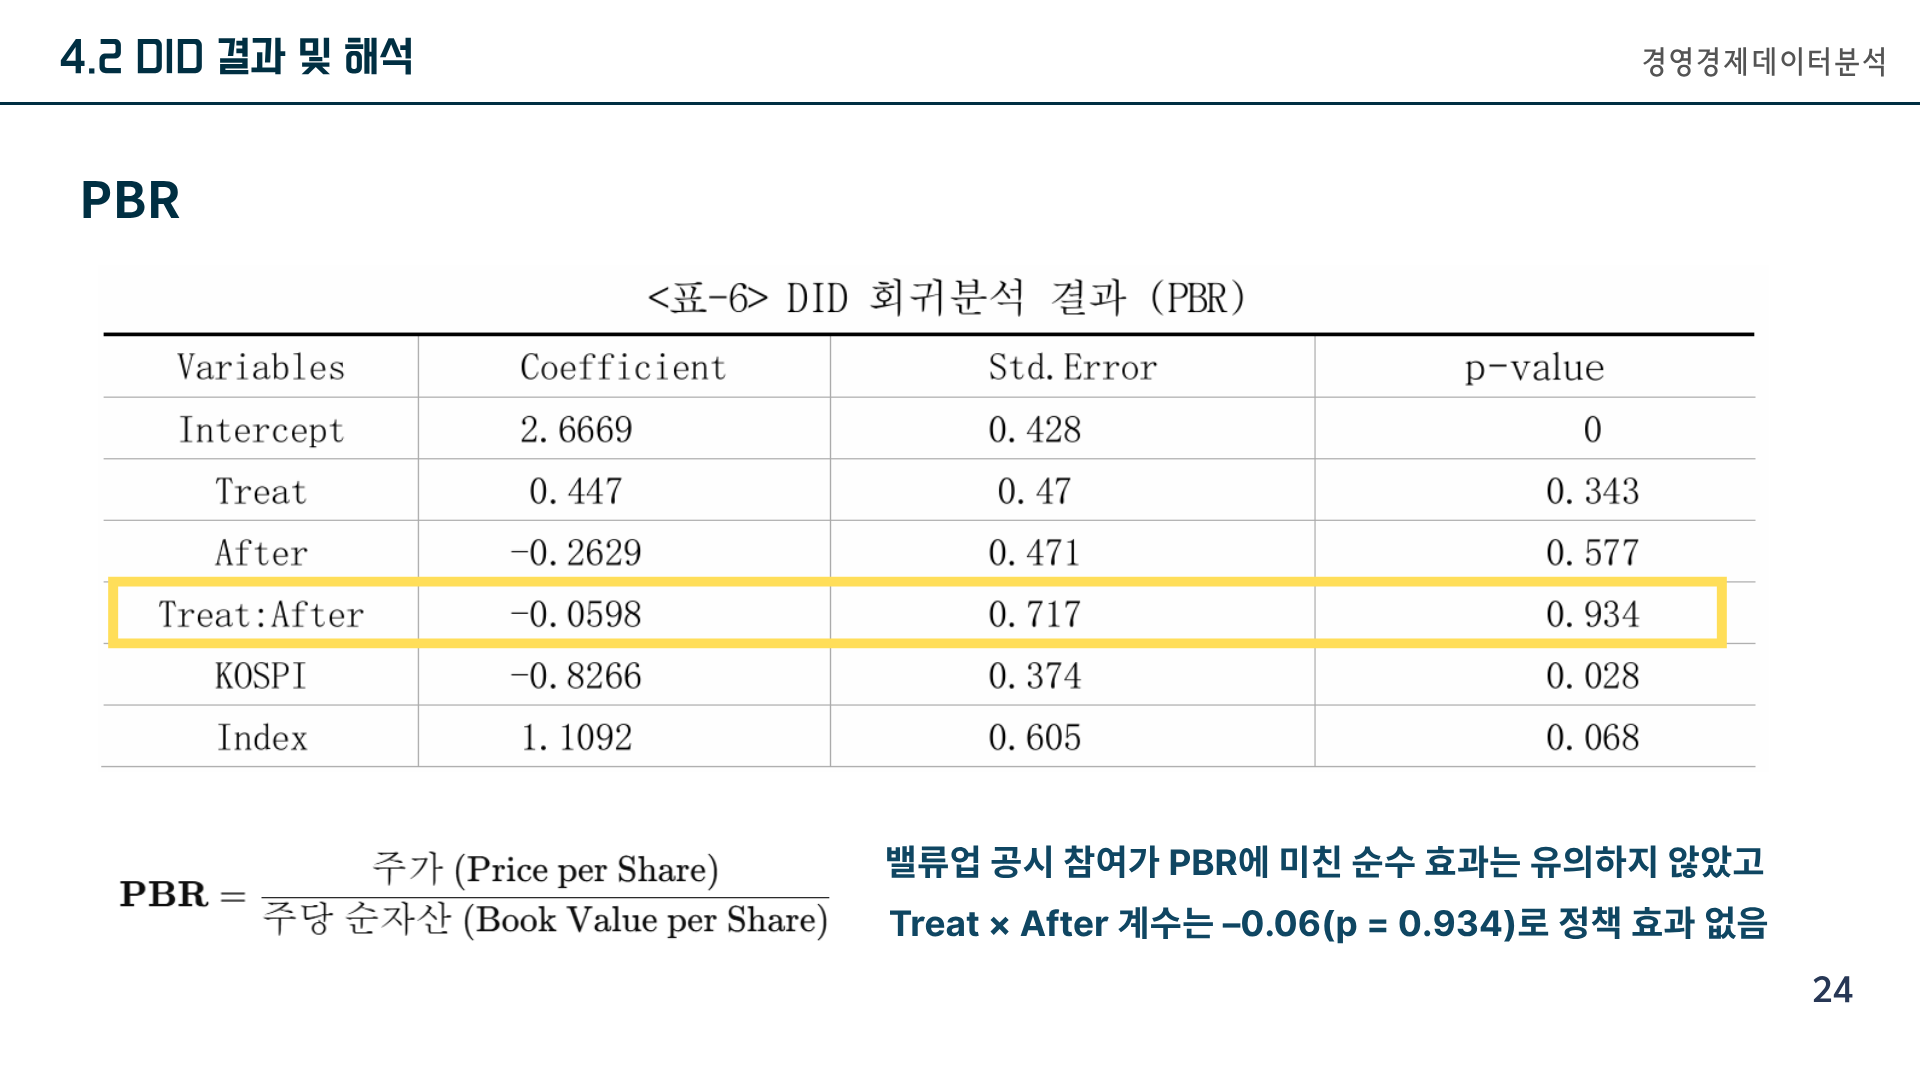 4.2 DID 결과 및 해석
경영경제데이터분석
PBR
<표-6> DID 회귀분석 결과 (PBR)
Variables Coefficient Std.Error p-value
Intercept 2.6669 0.428 0
Treat 0.447 0.47 0.343
After -0.2629 0.471 0.577
Treat:After -0.0598 0.717 0.934
KOSPI -0.8266 0.374 0.028
Index 1.1092 0.605 0.068
PBR = 주가 (Price per Share)
주당 순자산 (Book Value per Share)
밸류업 공시 참여가 PBR에 미친 순수 효과는 유의하지 않았고
Treat × After 계수는 –0.06(p = 0.934)로 정책 효과 없음
24